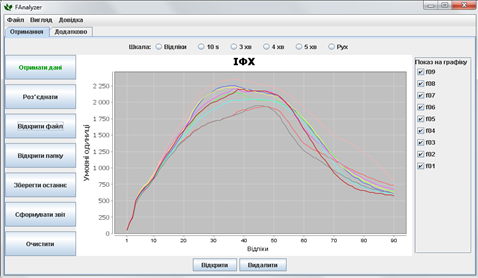 FAnalyzer
Файл Вигляд Довідка
Отримання Додатково
Шкала: Відліки 10 s 3 хв 4 хв 5 хв Рух
Отримати дані
Роз"єднати
Відкрити файл
Відкрити папку
Зберегти останнє
Сформувати звіт
Очистити
ІФХ
Умовні одиниці
2 250
2 000
1 750
1 500
1 250
1 000
750
500
250
0
1 10 20 30 40 50 60 70 80 90
Відліки
Показ на графіку
f09
f08
f07
f06
f05
f04
f03
f02
f01
Відкрити Видалити